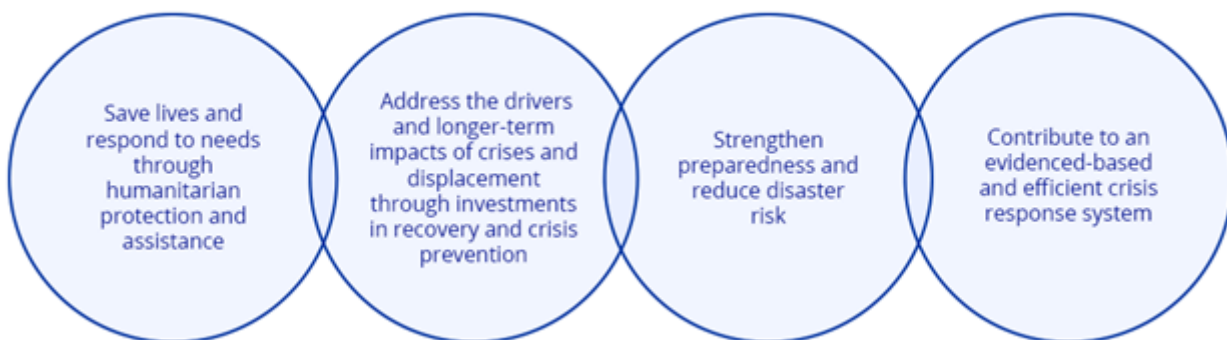 Save lives and
respond to needs
through
humanitarian
protection and
assistance
Address the drivers
and longer-term
impacts of crises and
displacement
through investments
in recovery and crisis
prevention
Strengthen
preparedness and
reduce disaster
risk
Contribute to an
evidenced-based
and efficient crisis
response system